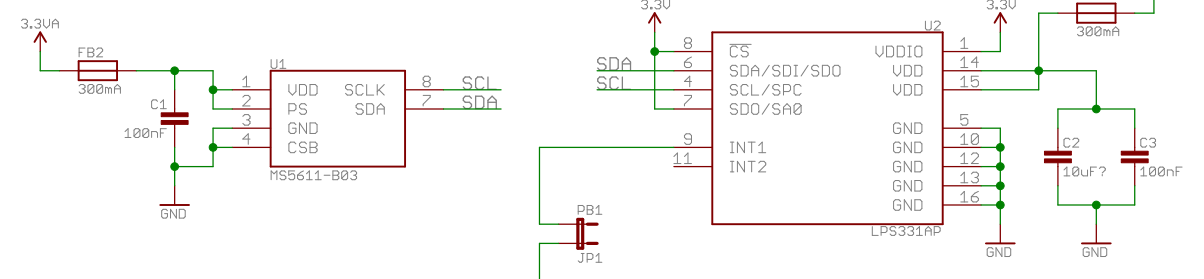 3.3VA
FB2
300mA
C1
100nF
GND
U1
1 VDD SCLK 8 SCL
2 PS SDA 7 SDA
3 GND
4 CSB
MS5611-B03
3.3V
3.3V
300mA
U2
8 CS VDDIO 1
SDA 6 SDA/SDI/SDO VDD 14
SCL 4 SCL/SPC VDD 15
7 SDO/SA0
GND 5
9 INT1 GND 10
11 INT2 GND 12
GND 13
GND 16
LPS331AP
PB1
JP1
GND
C2
10uF?
C3
100nF
GND